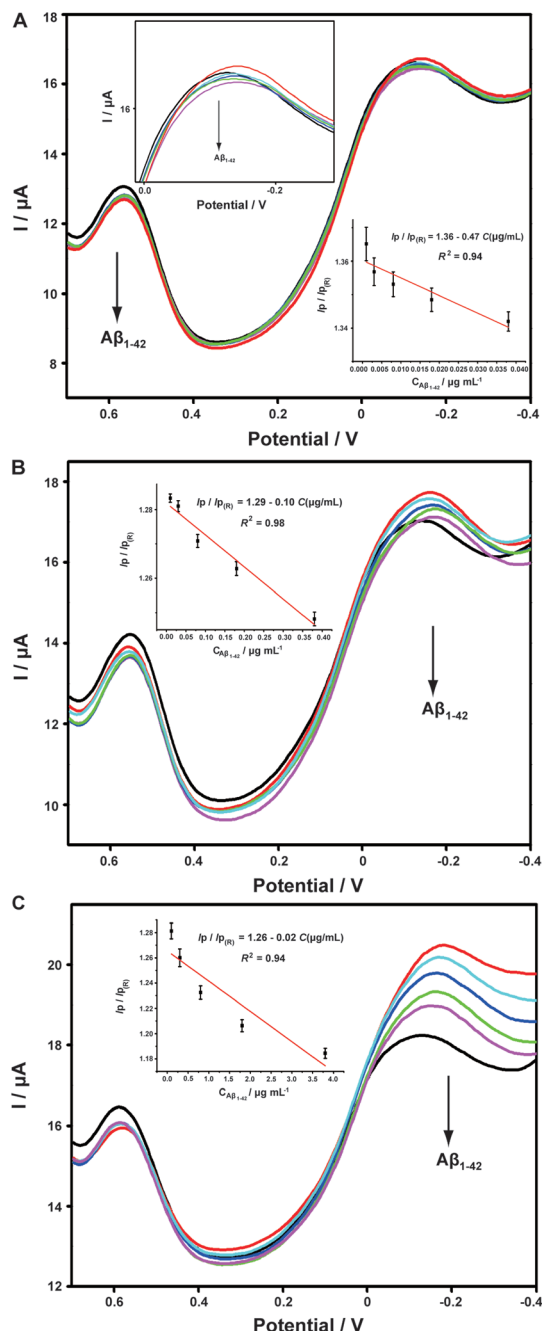 A
18
16
14
12
10
8
I / µA
16
I / µA
Aβ1-42
0.0
-0.2
Potential / V
Ip / Ip(R) = 1.36 - 0.47 C(µg/mL)
R² = 0.94
1.36
1.34
Ip / Ip(R)
0.000 0.005 0.010 0.015 0.020 0.025 0.030 0.035 0.040
CAβ1-42 / µg mL-1
Aβ1-42
0.6 0.4 0.2 0 -0.2 -0.4
Potential / V
B
18
16
14
12
10
I / µA
Ip / Ip(R) = 1.29 - 0.10 C(µg/mL)
R² = 0.98
1.28
1.26
Ip / Ip(R)
0.00 0.05 0.10 0.15 0.20 0.25 0.30 0.35 0.40
CAβ1-42 / µg mL-1
Aβ1-42
0.6 0.4 0.2 0 -0.2 -0.4
Potential / V
C
20
18
16
14
12
I / µA
Ip / Ip(R) = 1.26 - 0.02 C(µg/mL)
R² = 0.94
1.28
1.26
1.24
1.22
1.20
1.18
Ip / Ip(R)
0.0 0.5 1.0 1.5 2.0 2.5 3.0 3.5 4.0
CAβ1-42 / µg mL-1
Aβ1-42
0.6 0.4 0.2 0 -0.2 -0.4
Potential / V